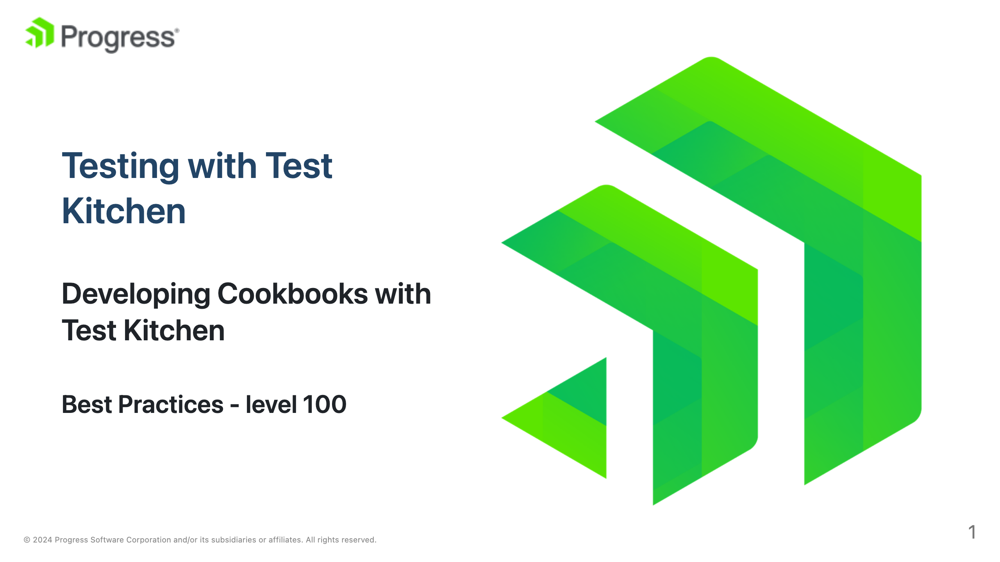 Progress®
Testing with Test
Kitchen
Developing Cookbooks with
Test Kitchen
Best Practices - level 100
© 2024 Progress Software Corporation and/or its subsidiaries or affiliates. All rights reserved.
1